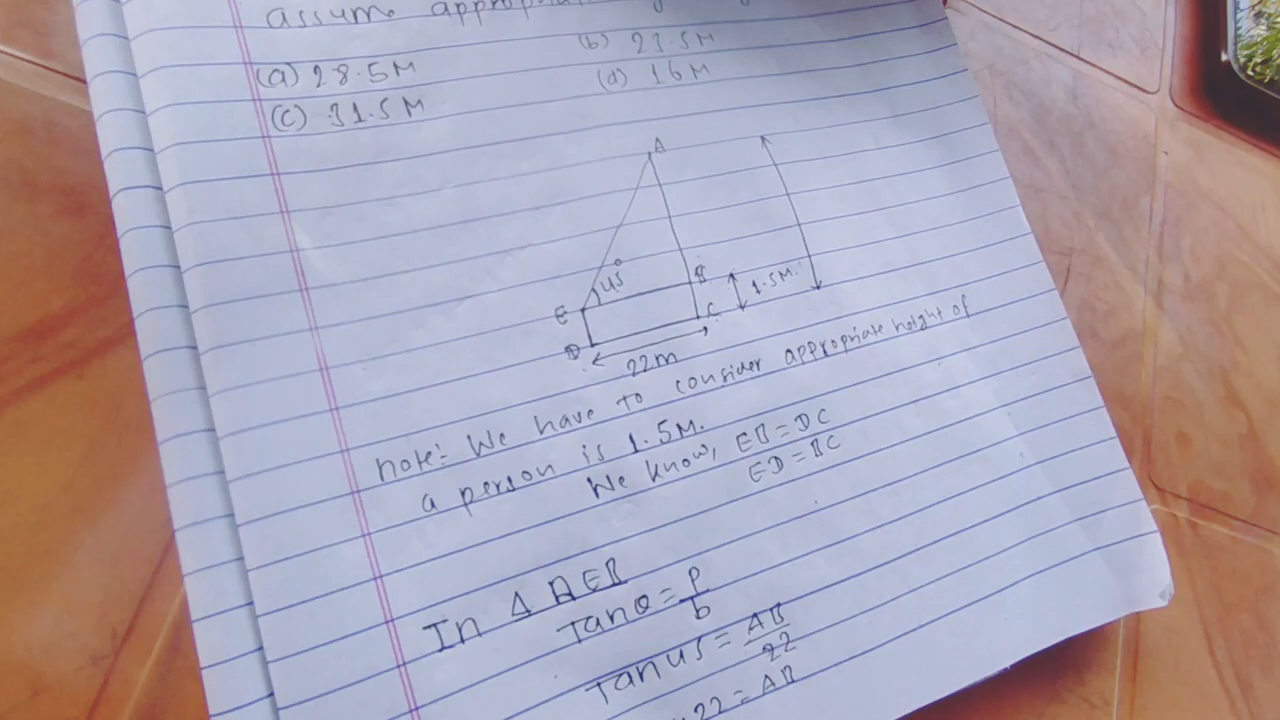 assume
(b) 23.5M
(a) 28.5M
(d) 16M
(c) 31.5M
A
45°
B
1.5M.
E
C
D
22m
note: We have to consider appropriate height of
a person is 1.5M.
We know, EB = DC
ED = BC
In Δ AEB
Tanθ = P/b
Tan45 = AB/22
22 = AB